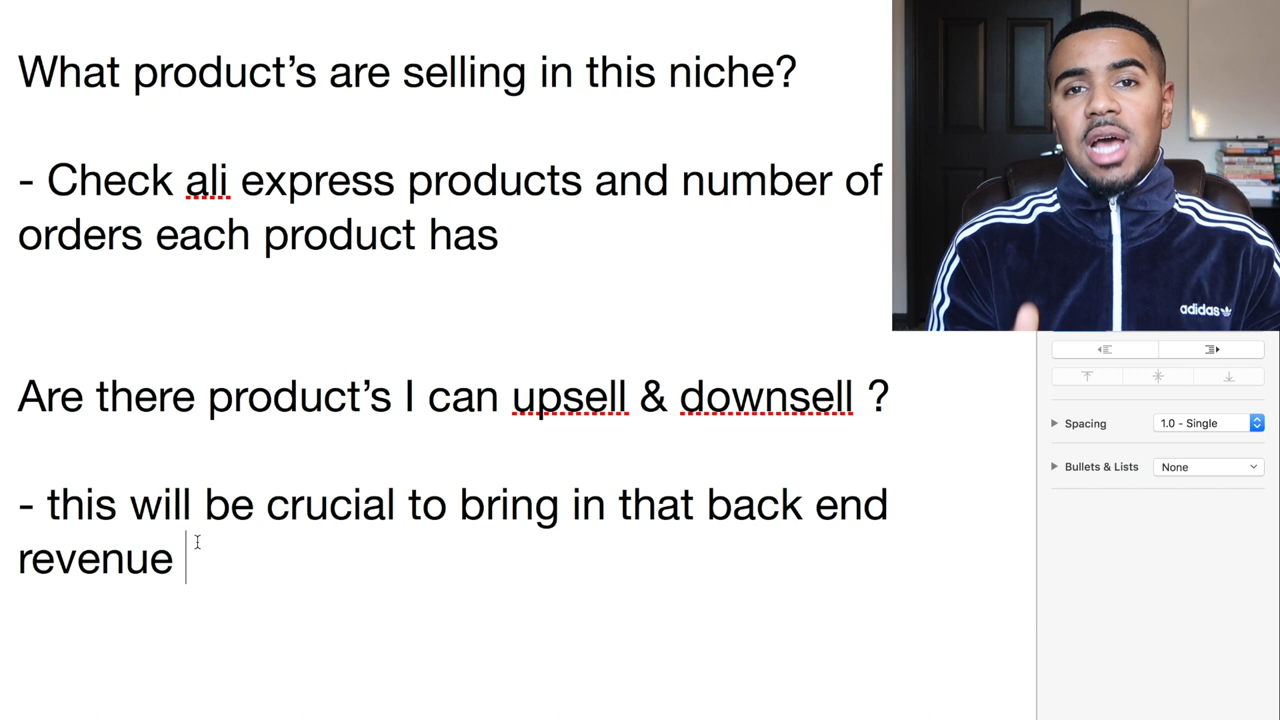 What product’s are selling in this niche?
- Check ali express products and number of
orders each product has
Are there product’s I can upsell & downsell ?
- this will be crucial to bring in that back end
revenue
adidas
Spacing
1.0 - Single
Bullets & Lists
None